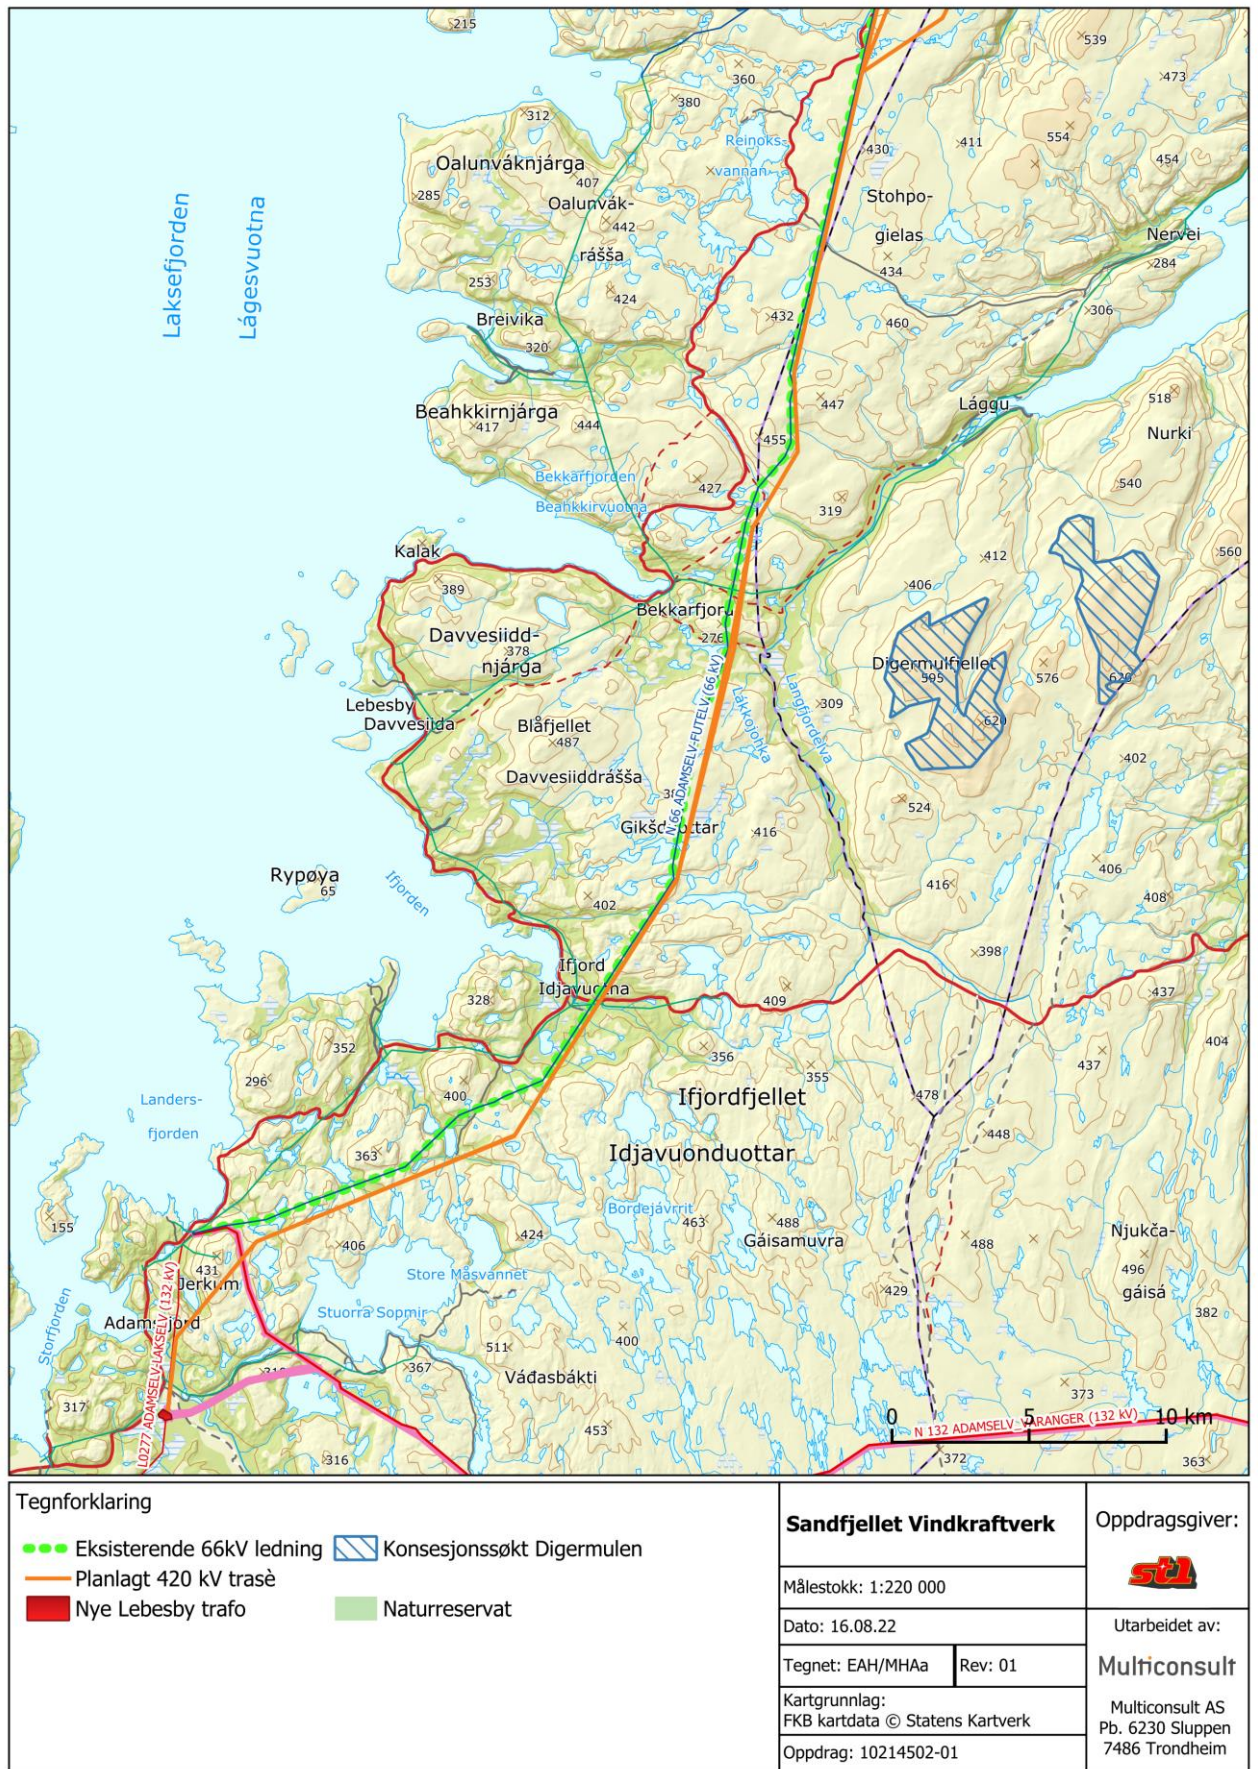 215
539
360
473
380
312
554
Reinoks-
430
411
454
Oalunváknjárga
407
vannan
285
Oalunvák-
Stohpo-
442
rášša
gielas
Nervei
434
284
Laksefjorden
Lágesvuotna
253
424
306
Breivika
432
460
320
518
Beahkkirnjárga
447
Lággu
417
444
455
Nurki
Bekkarfjorden
427
540
Beahkkirvuotna
319
Kalak
412
560
389
406
Bekkarfjord
Davvesiidd-
276
378
njárga
Digermulfjellet
595
576
620
Lebesby
309
Davvesiida
Blåfjellet
620
487
N 66 ADAMSELV-FUTELV (66 kV)
Lákkojohka
Langfjordelva
402
Davvesiiddrášša
524
416
406
Rypøya
65
Ifjorden
402
416
408
398
Ifjord
Idjavuotna
328
409
437
352
356
404
296
400
355
437
Ifjordfjellet
478
Landers-
fjorden
363
448
Idjavuonduottar
155
Bordejávrrit
463
488
424
Gáisamuvra
488
Njukča-
406
431
Store Måsvannet
496
Jerkum
gáisá
429
Stuorra Sopmir
382
Storfjorden
L0277 ADAMSELV-LAKSELV (132 kV)
400
511
367
Váđasbákti
317
373
453
0 5 10 km
N 132 ADAMSELV_VARANGER (132 kV)
316
372
363
Tegnforklaring
Eksisterende 66kV ledning
Konsesjonssøkt Digermulen
Planlagt 420 kV trasè
Nye Lebesby trafo
Naturreservat
Sandfjellet Vindkraftverk
Målestokk: 1:220 000
Dato: 16.08.22
Tegnet: EAH/MHAa
Rev: 01
Kartgrunnlag:
FKB kartdata © Statens Kartverk
Oppdrag: 10214502-01
Oppdragsgiver:
st1
Utarbeidet av:
Multiconsult
Multiconsult AS
Pb. 6230 Sluppen
7486 Trondheim